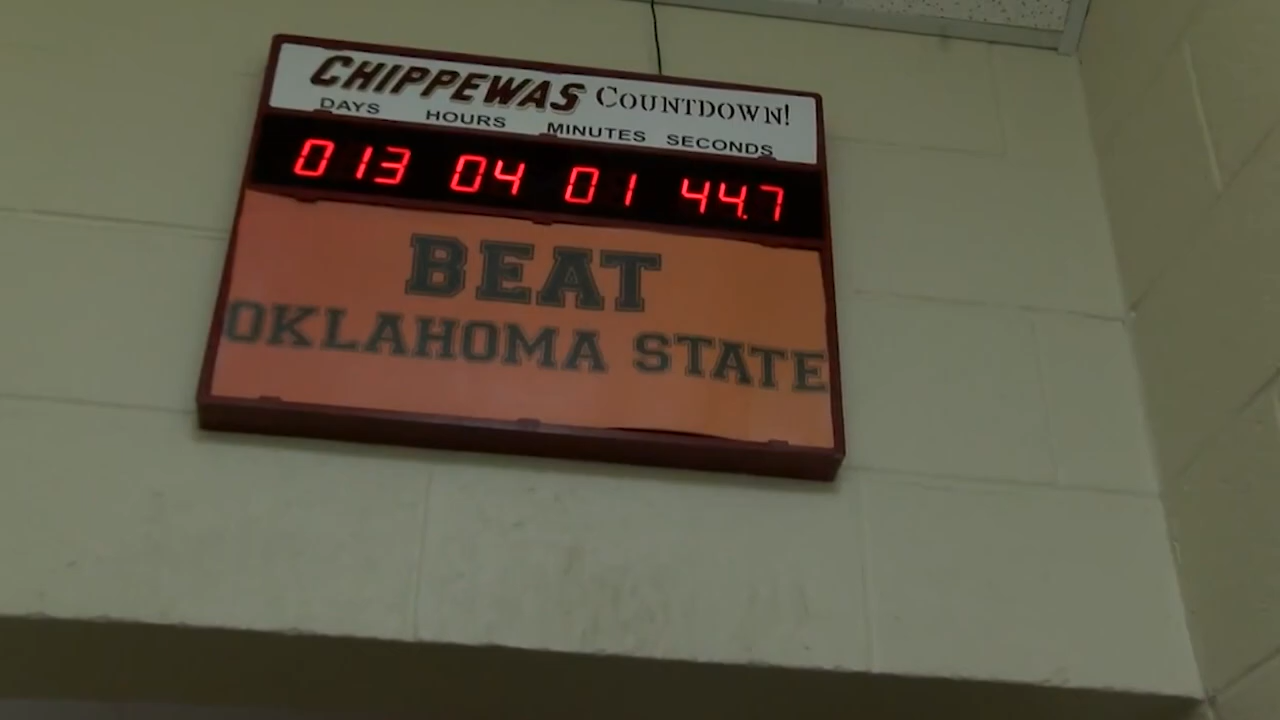 CHIPPEWAS COUNTDOWN!
DAYS HOURS MINUTES SECONDS
013 04 01 44.7
BEAT
OKLAHOMA STATE